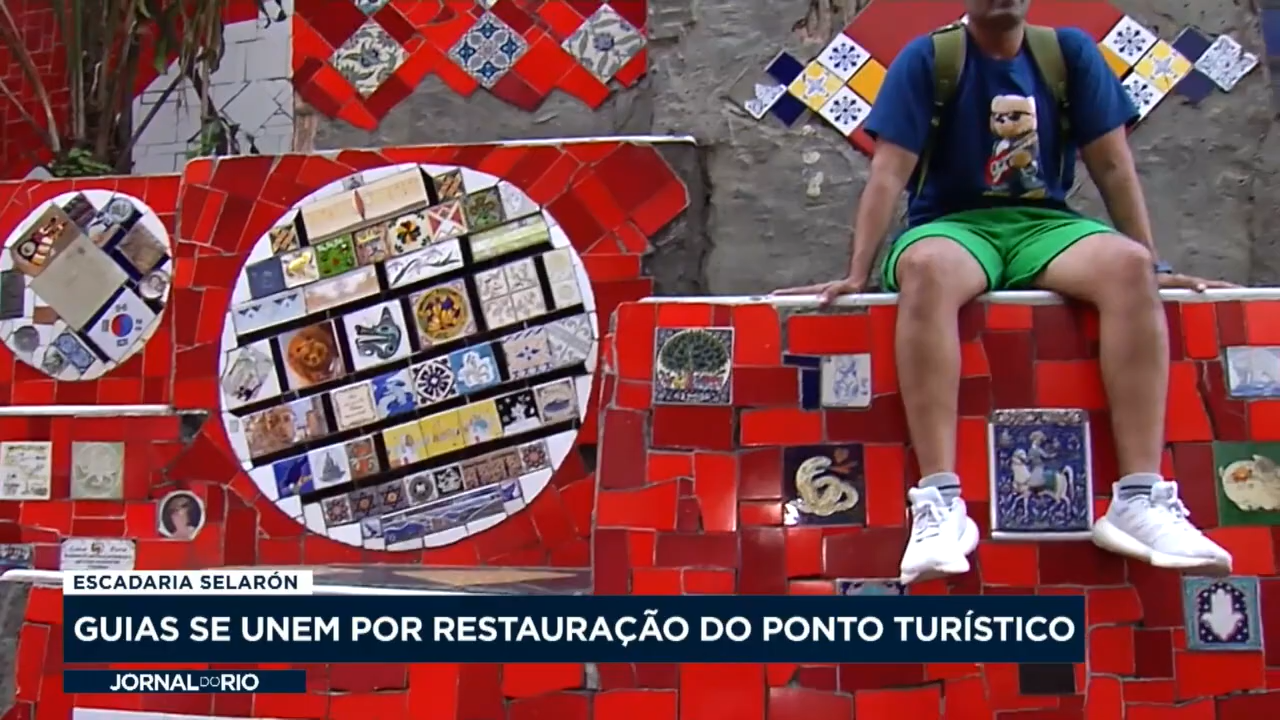 ESCADARIA SELARÓN
GUIAS SE UNEM POR RESTAURAÇÃO DO PONTO TURÍSTICO
JORNAL DO RIO